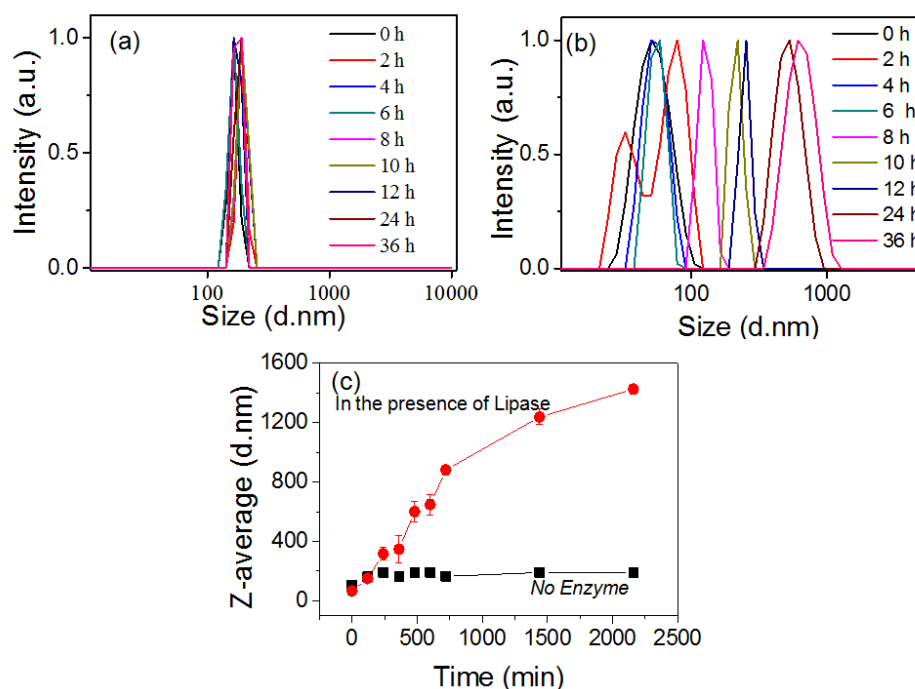 (a)
1.0
0.5
0.0
Intensity (a.u.)
100
1000
10000
Size (d.nm)
0 h
2 h
4 h
6 h
8 h
10 h
12 h
24 h
36 h
(b)
1.0
0.5
0.0
Intensity (a.u.)
100
1000
Size (d.nm)
0 h
2 h
4 h
6 h
8 h
10 h
12 h
24 h
36 h
(c)
In the presence of Lipase
1600
1200
800
400
0
Z-average (d.nm)
No Enzyme
0
500
1000
1500
2000
2500
Time (min)